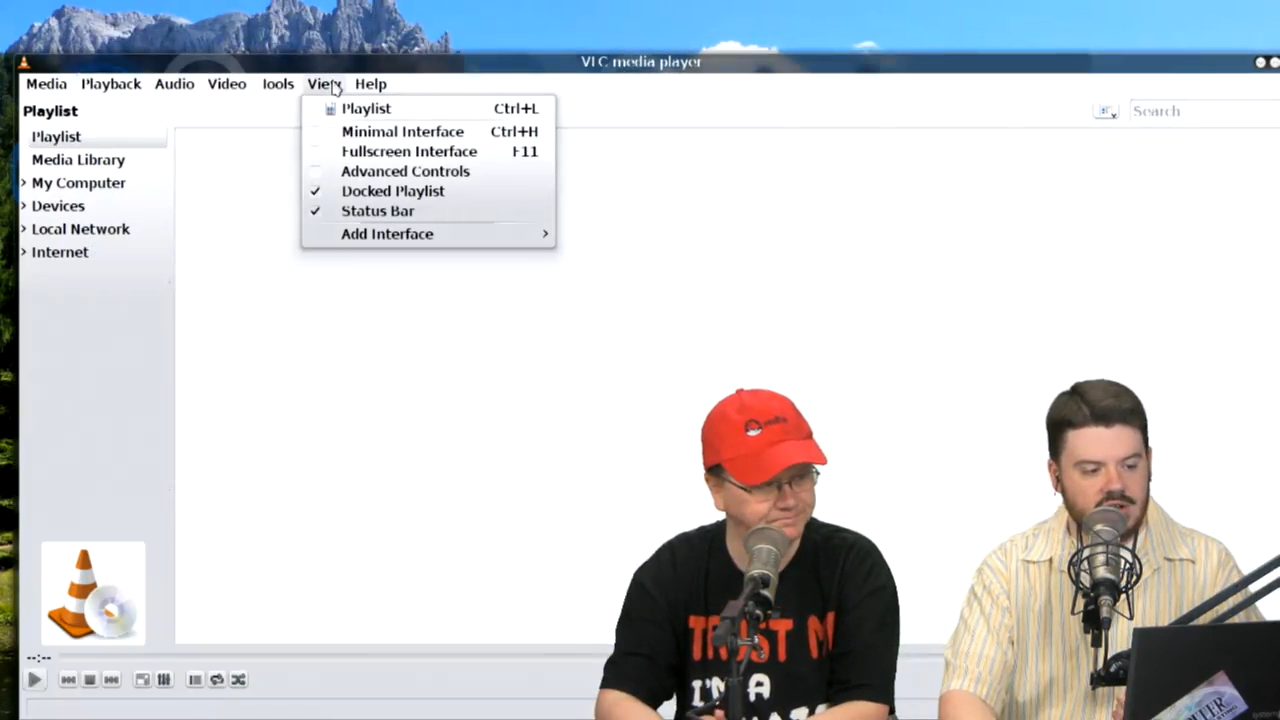 VLC media player
Media Playback Audio Video Tools View Help
Playlist
Search
Playlist
Media Library
My Computer
Devices
Local Network
Internet
Playlist Ctrl+L
Minimal Interface Ctrl+H
Fullscreen Interface F11
Advanced Controls
Docked Playlist
Status Bar
Add Interface
--:--
TRUST M
I'M A